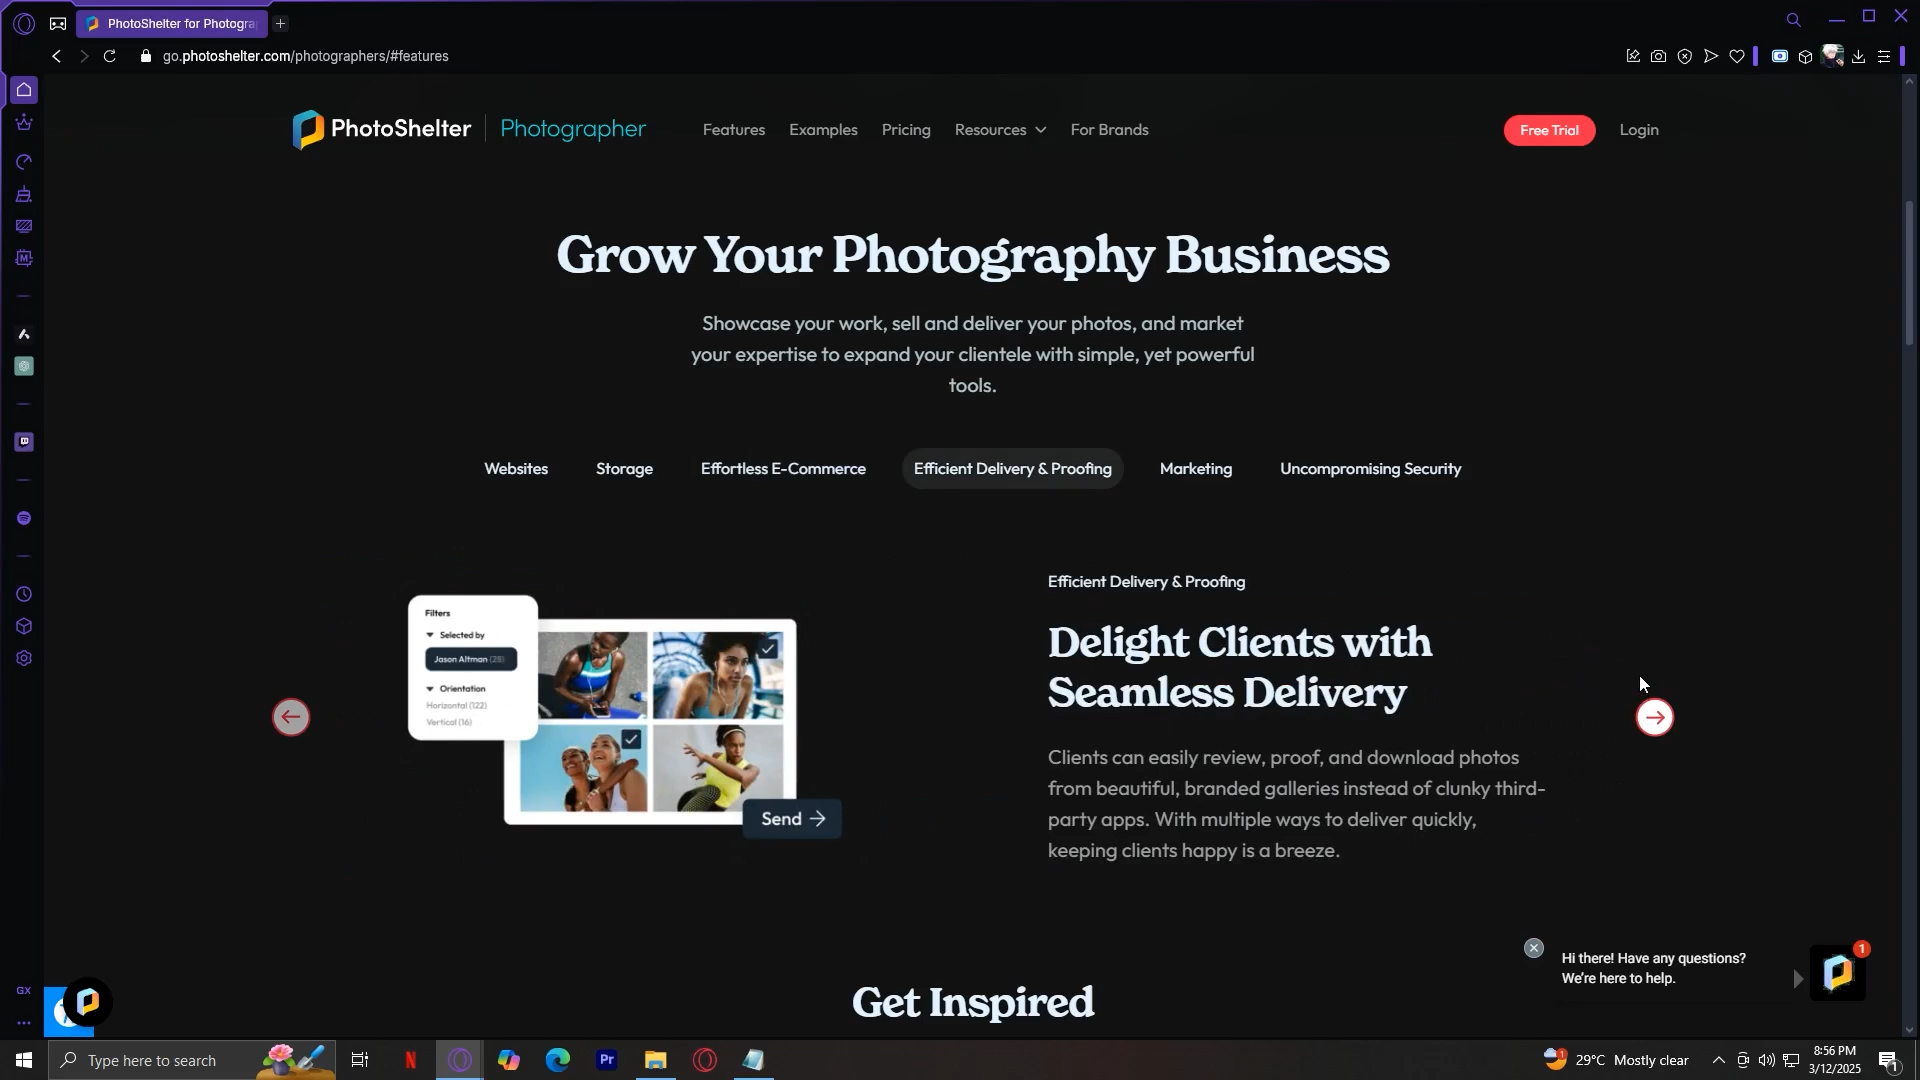 PhotoShelter for Photogra
go.photoshelter.com/photographers/#features
PhotoShelter | Photographer
Features
Examples
Pricing
Resources
For Brands
Free Trial
Login
Grow Your Photography Business
Showcase your work, sell and deliver your photos, and market
your expertise to expand your clientele with simple, yet powerful
tools.
Websites
Storage
Effortless E-Commerce
Efficient Delivery & Proofing
Marketing
Uncompromising Security
Filters
Selected by
Jason Altman (28)
Orientation
Horizontal (122)
Vertical (16)
Send
Efficient Delivery & Proofing
Delight Clients with
Seamless Delivery
Clients can easily review, proof, and download photos
from beautiful, branded galleries instead of clunky third-
party apps. With multiple ways to deliver quickly,
keeping clients happy is a breeze.
Hi there! Have any questions?
We're here to help.
1
Get Inspired
GX
Type here to search
Pr
29°C Mostly clear
8:56 PM
3/12/2025
1